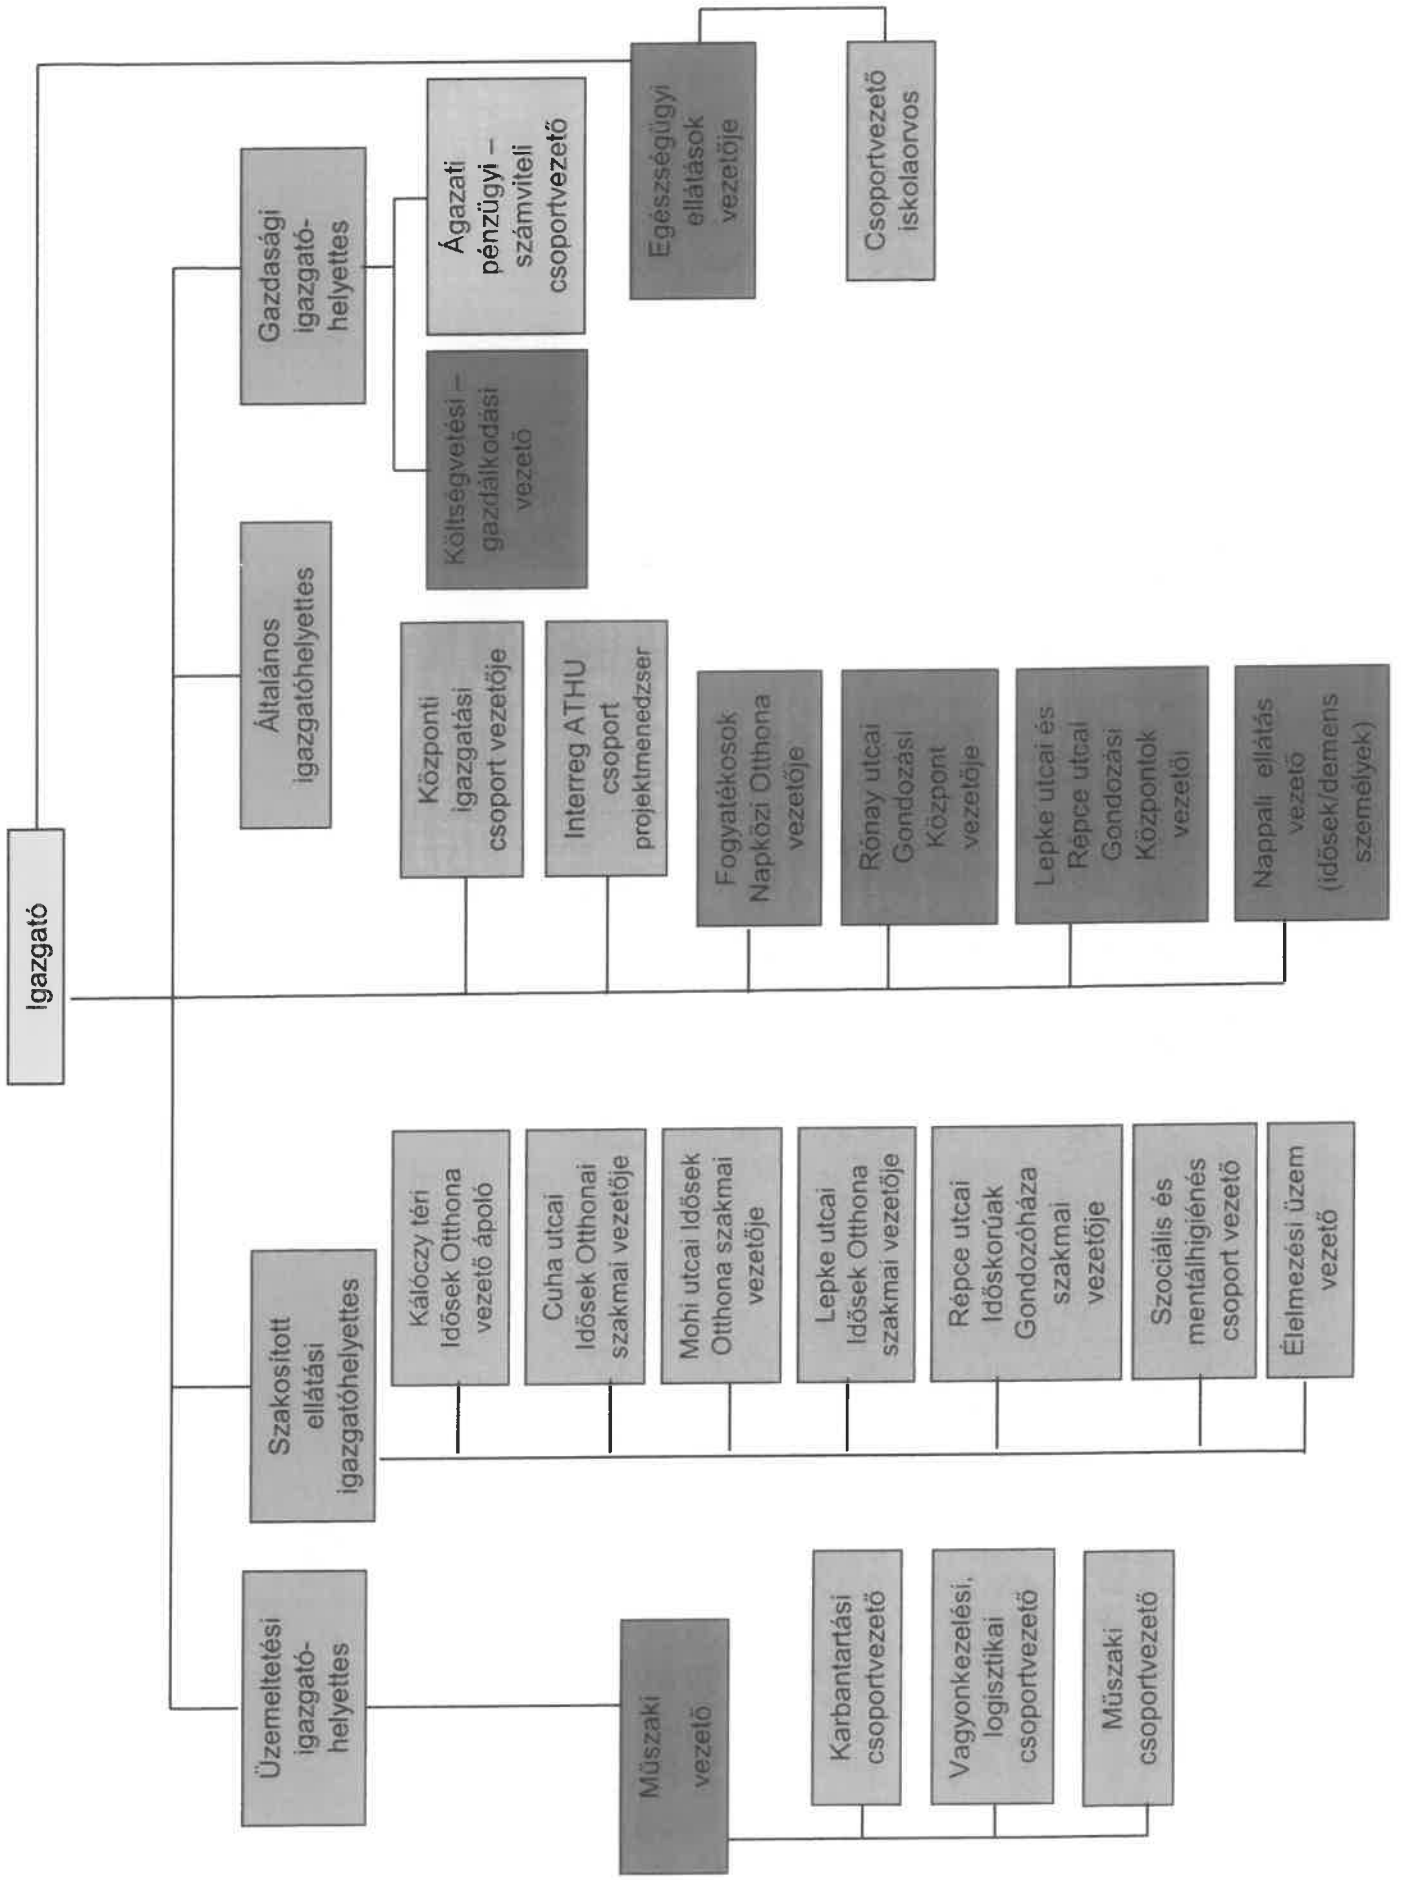 Igazgató
Üzemeltetési
igazgató-
helyettes
Szakosított
ellátási
igazgatóhelyettes
Általános
igazgatóhelyettes
Gazdasági
igazgató-
helyettes
Műszaki
vezető
Karbantartási
csoportvezető
Vagyonkezelési,
logisztikai
csoportvezető
Műszaki
csoportvezető
Kálóczy téri
Idősek Otthona
vezető ápoló
Cuha utcai
Idősek Otthonai
szakmai vezetője
Mohi utcai Idősek
Otthona szakmai
vezetője
Lepke utcai
Idősek Otthona
szakmai vezetője
Répce utcai
Időskorúak
Gondozóháza
szakmai
vezetője
Szociális és
mentálhigiénés
csoport vezető
Élelmezési üzem
vezető
Központi
igazgatási
csoport vezetője
Interreg ATHU
csoport
projektmenedzser
Fogyatékosok
Napközi Otthona
vezetője
Rónay utcai
Gondozási
Központ
vezetője
Lepke utcai és
Répce utcai
Gondozási
Központok
vezetői
Nappali ellátás
vezető
(idősek/demens
személyek)
Költségvetési –
gazdálkodási
vezető
Ágazati
pénzügyi –
számviteli
csoportvezető
Egészségügyi
ellátások
vezetője
Csoportvezető
iskolaorvos